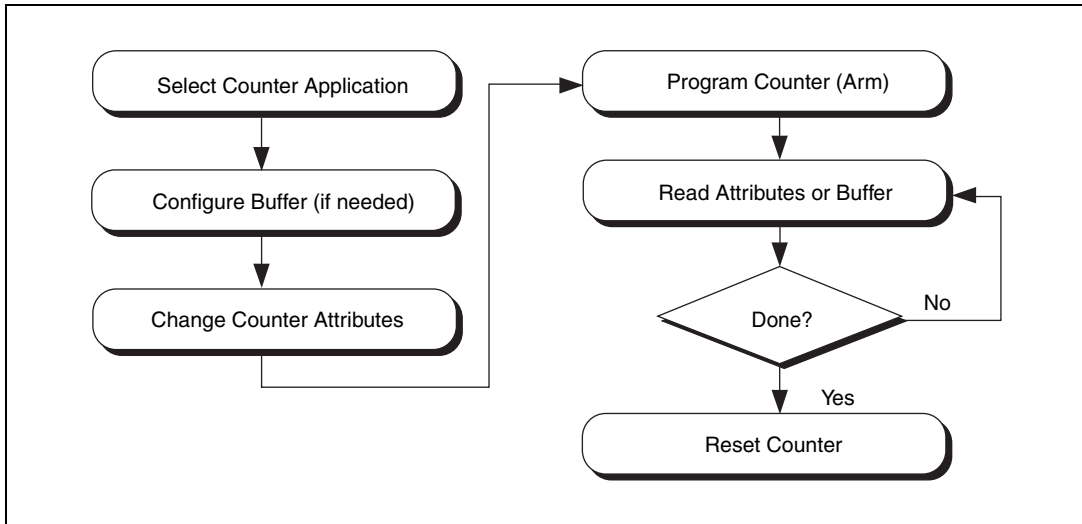 Select Counter Application
Configure Buffer (if needed)
Change Counter Attributes
Program Counter (Arm)
Read Attributes or Buffer
Done?
No
Yes
Reset Counter